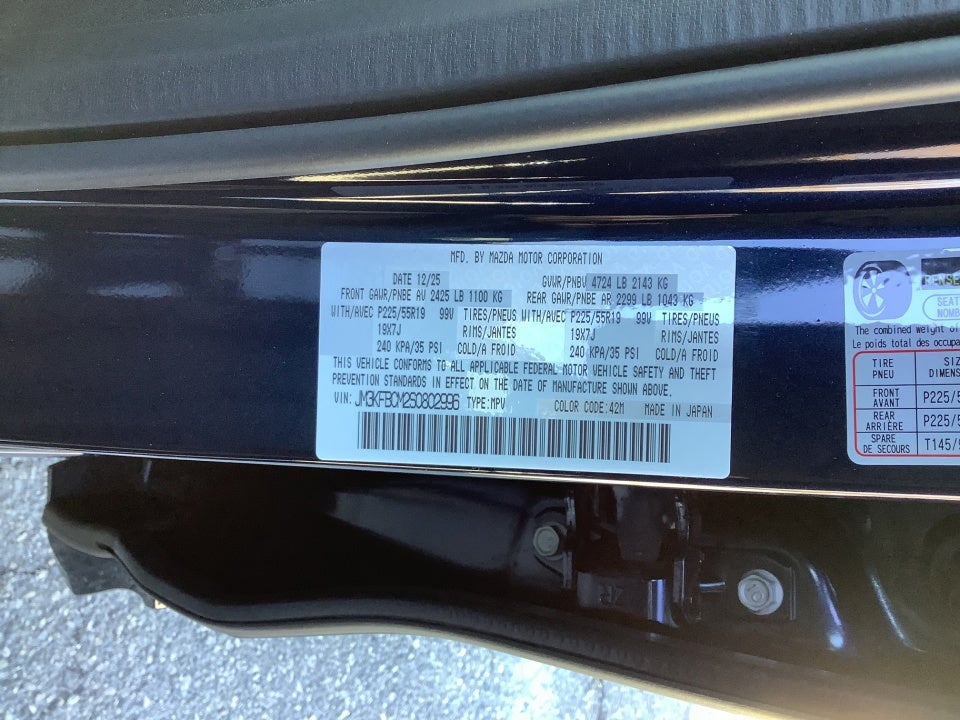 MFD. BY MAZDA MOTOR CORPORATION
DATE 12/25 GVWR/PNBV 4724 LB 2143 KG
FRONT GAWR/PNBE AV 2425 LB 1100 KG REAR GAWR/PNBE AR 2299 LB 1043 KG
WITH/AVEC P225/55R19 99V TIRES/PNEUS WITH/AVEC P225/55R19 99V TIRES/PNEUS
19X7J RIMS/JANTES 19X7J RIMS/JANTES
240 KPA/35 PSI COLD/A FROID 240 KPA/35 PSI COLD/A FROID
THIS VEHICLE CONFORMS TO ALL APPLICABLE FEDERAL MOTOR VEHICLE SAFETY AND THEFT
PREVENTION STANDARDS IN EFFECT ON THE DATE OF MANUFACTURE SHOWN ABOVE.
VIN: JM3KFBCM2S0802996 TYPE:MPV COLOR CODE:42M MADE IN JAPAN
RENSE
SEAT
NOMB
The combined weight of
Le poids total des occupa
TIRE SIZ
PNEU DIMENS
FRONT
AVANT P225/5
REAR
ARRIÈRE P225/5
SPARE
DE SECOURS T145/